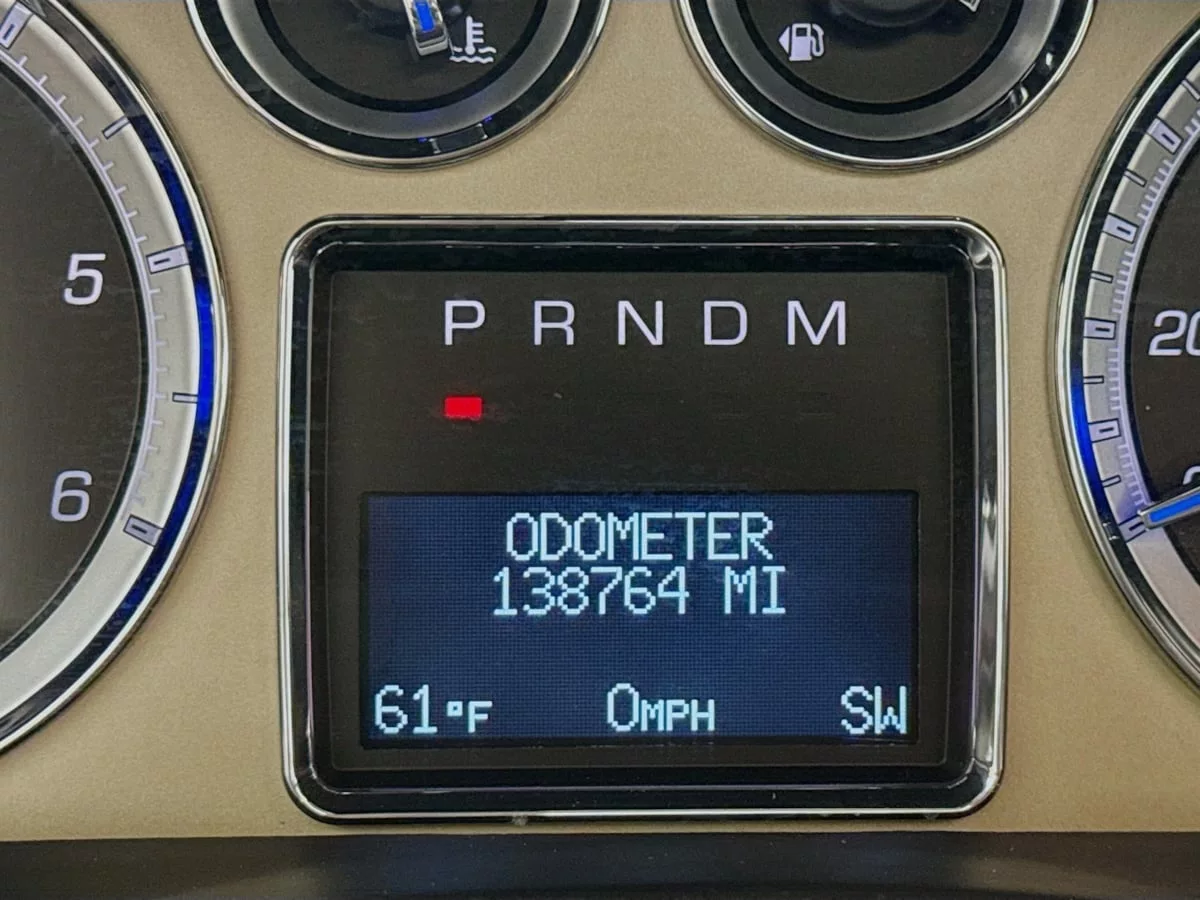 5
6
P R N D M
20
ODOMETER
138764 MI
61°F 0MPH SW